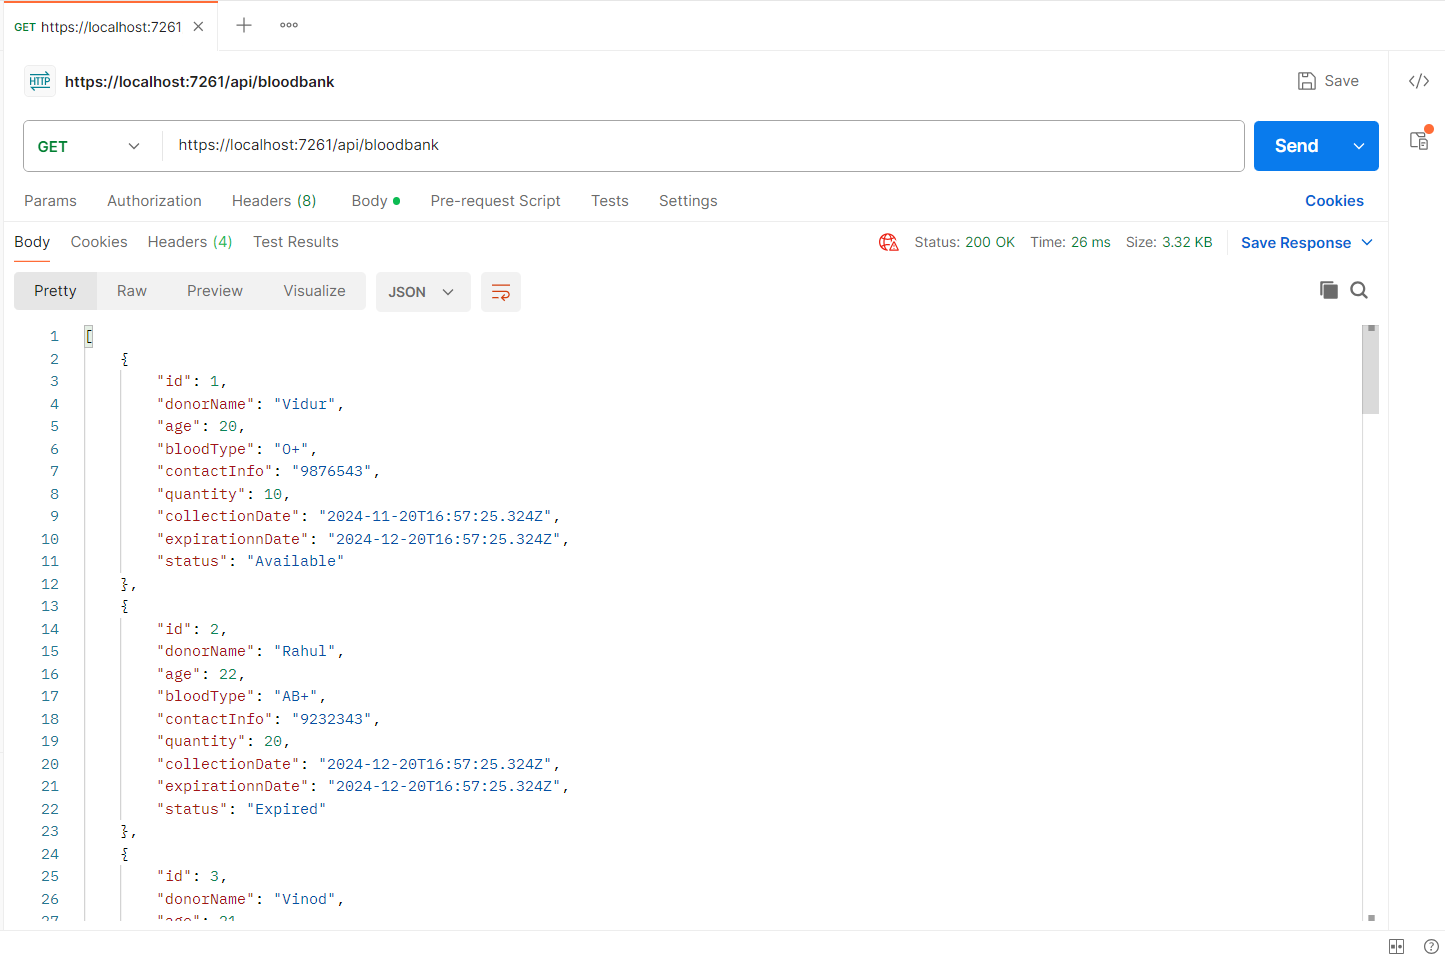 GET https://localhost:7261
HTTP https://localhost:7261/api/bloodbank Save </>
GET https://localhost:7261/api/bloodbank Send
Params Authorization Headers (8) Body Pre-request Script Tests Settings Cookies
Body Cookies Headers (4) Test Results Status: 200 OK Time: 26 ms Size: 3.32 KB Save Response
Pretty Raw Preview Visualize JSON
1 [
2 {
3 "id": 1,
4 "donorName": "Vidur",
5 "age": 20,
6 "bloodType": "O+",
7 "contactInfo": "9876543",
8 "quantity": 10,
9 "collectionDate": "2024-11-20T16:57:25.324Z",
10 "expirationnDate": "2024-12-20T16:57:25.324Z",
11 "status": "Available"
12 },
13 {
14 "id": 2,
15 "donorName": "Rahul",
16 "age": 22,
17 "bloodType": "AB+",
18 "contactInfo": "9232343",
19 "quantity": 20,
20 "collectionDate": "2024-12-20T16:57:25.324Z",
21 "expirationnDate": "2024-12-20T16:57:25.324Z",
22 "status": "Expired"
23 },
24 {
25 "id": 3,
26 "donorName": "Vinod",
27 "age": 21